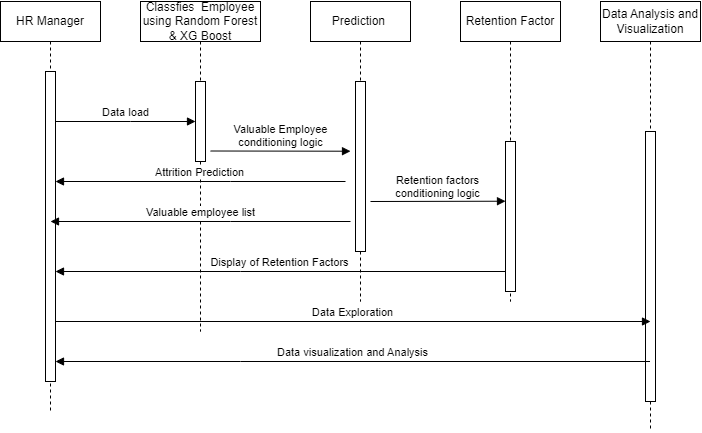 HR Manager
Classfies Employee
using Random Forest
& XG Boost
Prediction
Retention Factor
Data Analysis and
Visualization
Data load
Valuable Employee
conditioning logic
Attrition Prediction
Retention factors
conditioning logic
Valuable employee list
Display of Retention Factors
Data Exploration
Data visualization and Analysis